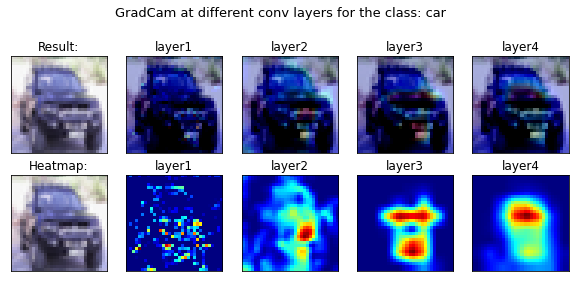 GradCam at different conv layers for the class: car
Result: layer1 layer2 layer3 layer4
Heatmap: layer1 layer2 layer3 layer4